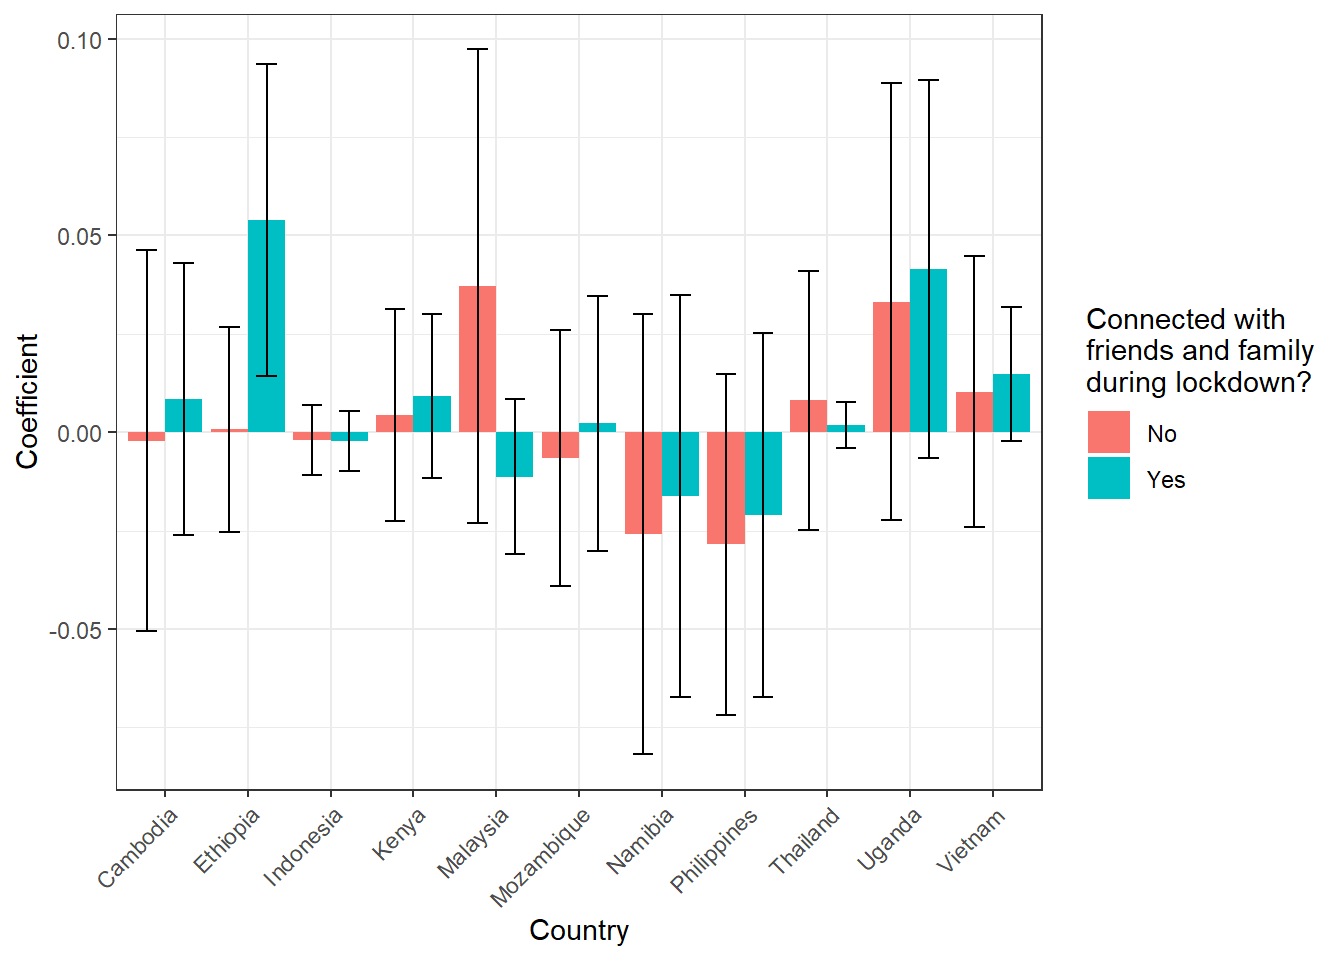 0.10
0.05
0.00
-0.05
Coefficient
Cambodia
Ethiopia
Indonesia
Kenya
Malaysia
Mozambique
Namibia
Philippines
Thailand
Uganda
Vietnam
Country
Connected with
friends and family
during lockdown?
No
Yes